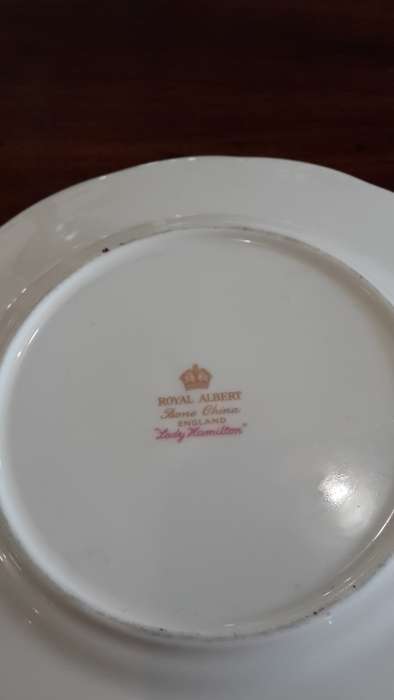 ROYAL ALBERT
Bone China
ENGLAND
"Lady Hamilton"